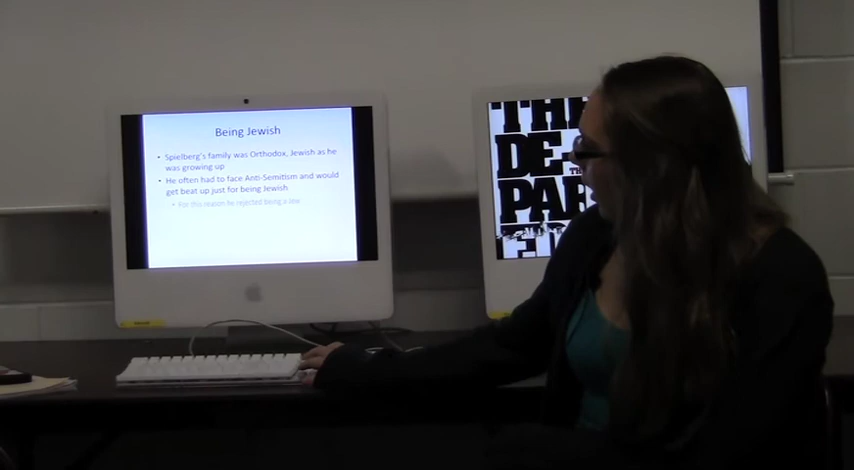 Being Jewish
• Spielberg's family was Orthodox, Jewish as he
was growing up
• He often had to face Anti-Semitism and would
get beat up just for being Jewish
• For this reason he rejected being a Jew
THE
DE
PAR